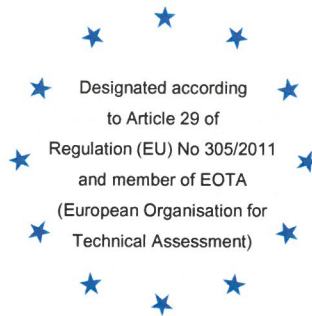 Designated according
to Article 29 of
Regulation (EU) No 305/2011
and member of EOTA
(European Organisation for
Technical Assessment)